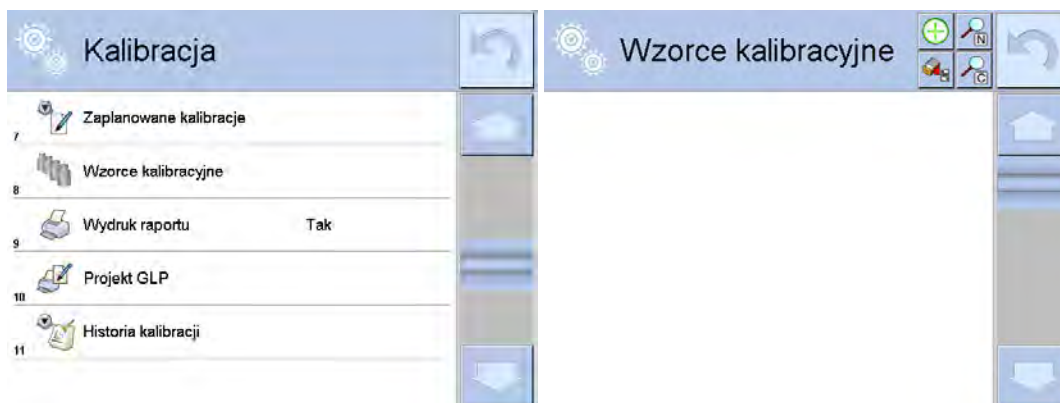 Kalibracja
7 Zaplanowane kalibracje
8 Wzorce kalibracyjne
9 Wydruk raportu Tak
10 Projekt GLP
11 Historia kalibracji
Wzorce kalibracyjne
N
C